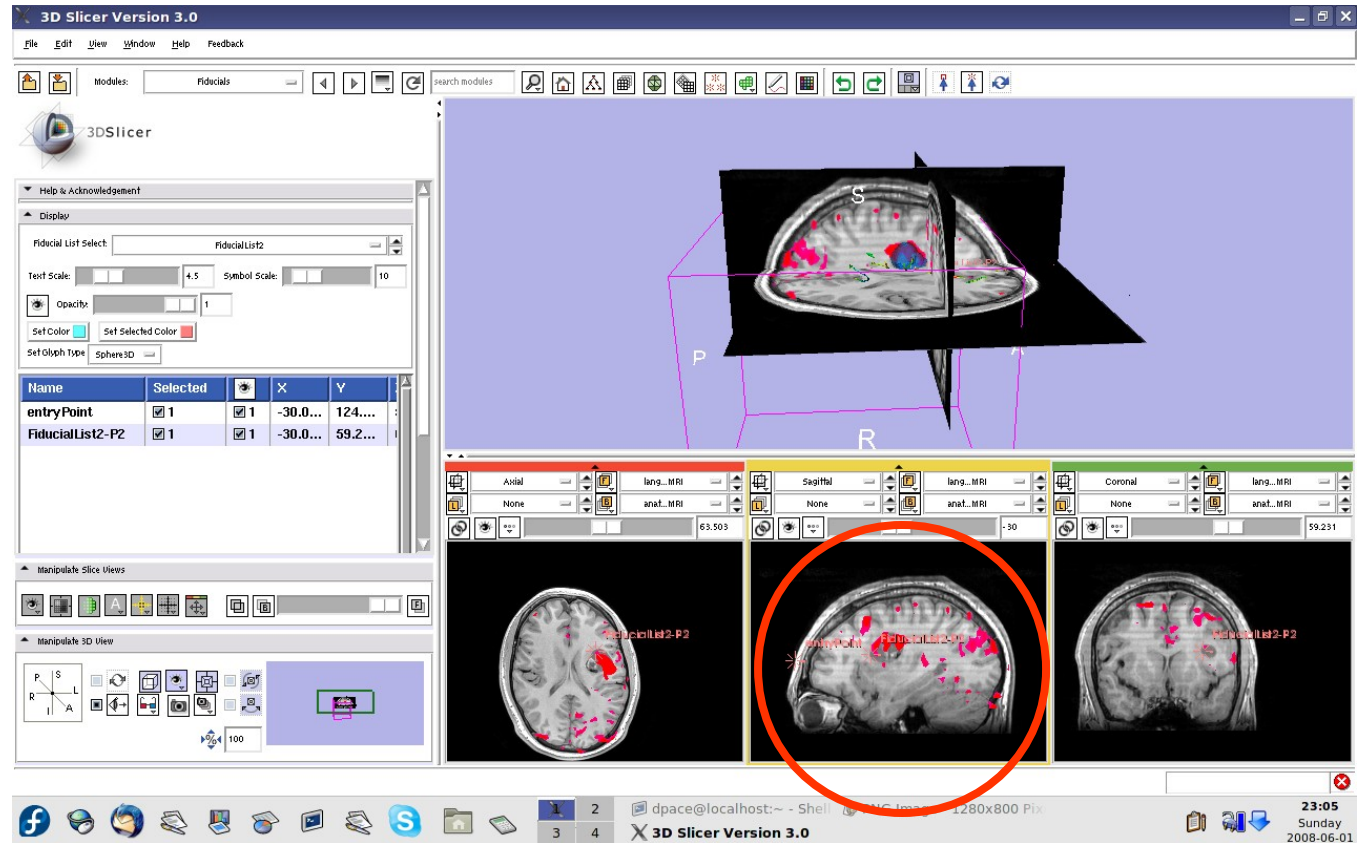 3D Slicer Version 3.0
File Edit View Window Help Feedback
Modules: Fiducials search modules
3DSlicer
Help & Acknowledgement
Display
Fiducial List Select: FiducialList2
Text Scale: 4.5 Symbol Scale: 10
Opacity: 1
Set Color Set Selected Color
Set Glyph Type Sphere3D
Name Selected X Y
entryPoint 1 1 -30.0... 124....
FiducialList2-P2 1 1 -30.0... 59.2...
Manipulate Slice Views
Manipulate 3D View
P S
R L
I A
100
S
P
A
R
Axial lang...MRI
None anat...MRI
63.503
FiducialList2-P2
Sagittal lang...MRI
None anat...MRI
-30
entryPoint FiducialList2-P2
Coronal lang...MRI
None anat...MRI
59.231
FiducialList2-P2
1 2
3 4
dpace@localhost:~ - Shell
1280x800 Pix
3D Slicer Version 3.0
23:05
Sunday
2008-06-01